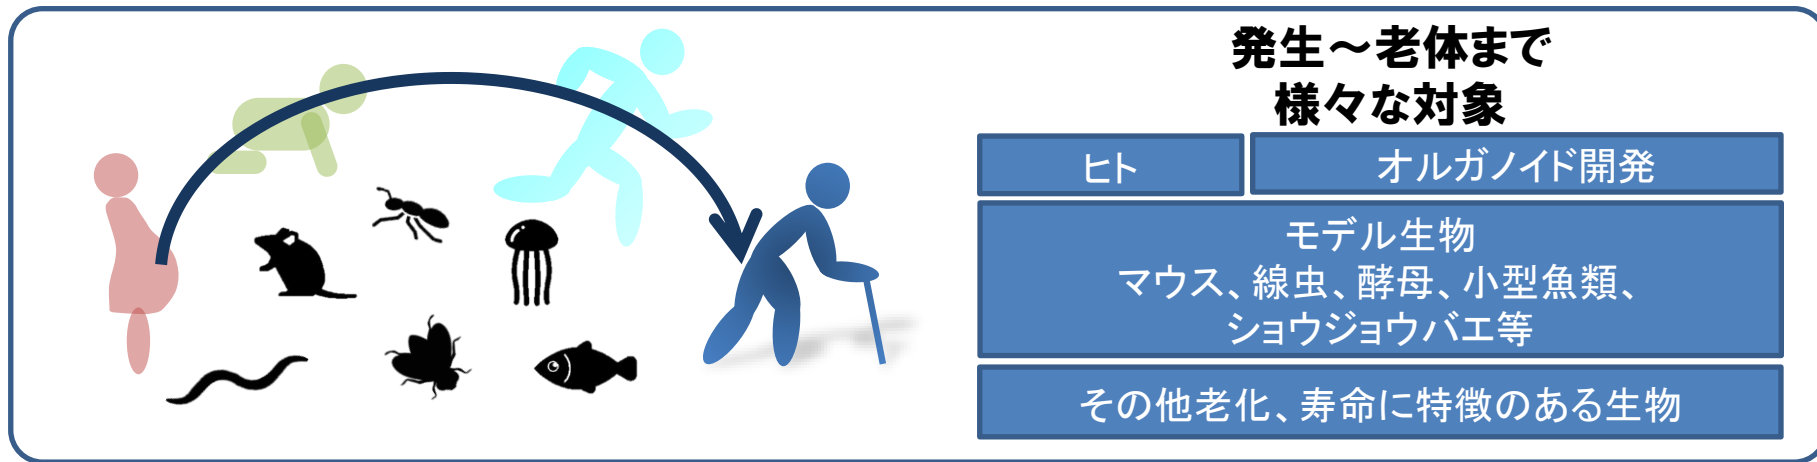 発生～老体まで
様々な対象
ヒト
オルガノイド開発
モデル生物
マウス、線虫、酵母、小型魚類、
ショウジョウバエ等
その他老化、寿命に特徴のある生物